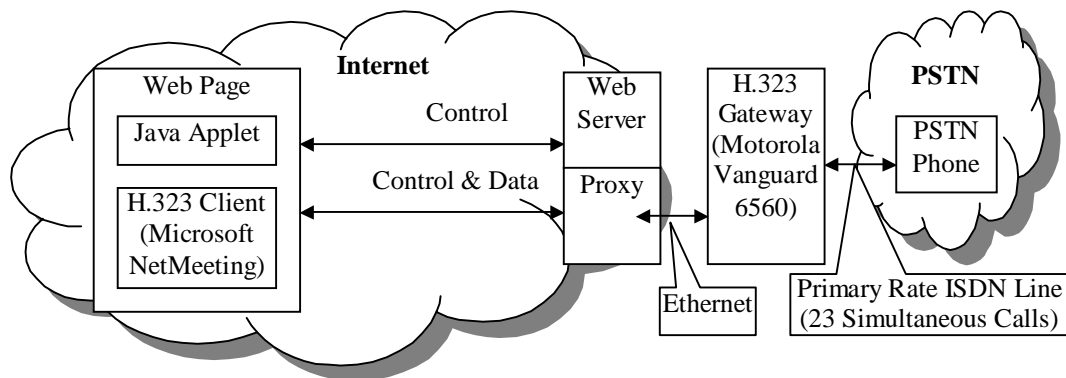 Internet
Web Page
Java Applet
H.323 Client
(Microsoft
NetMeeting)
Control
Control & Data
Web
Server
Proxy
Ethernet
H.323
Gateway
(Motorola
Vanguard
6560)
PSTN
PSTN
Phone
Primary Rate ISDN Line
(23 Simultaneous Calls)